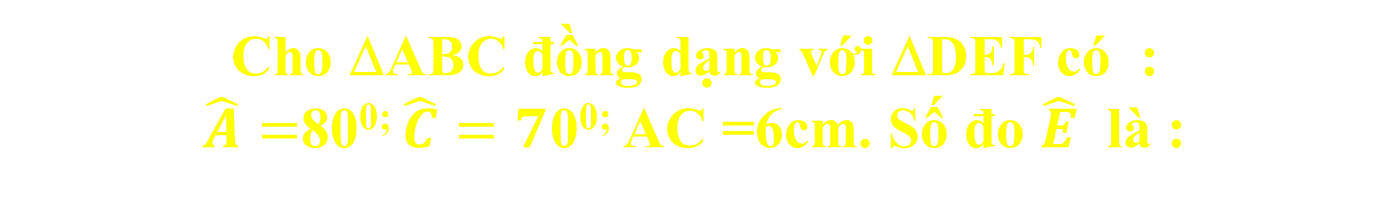 Cho ΔABC đồng dạng với ΔDEF có :
Â =80⁰; Ĉ = 70⁰; AC =6cm. Số đo Ê là :